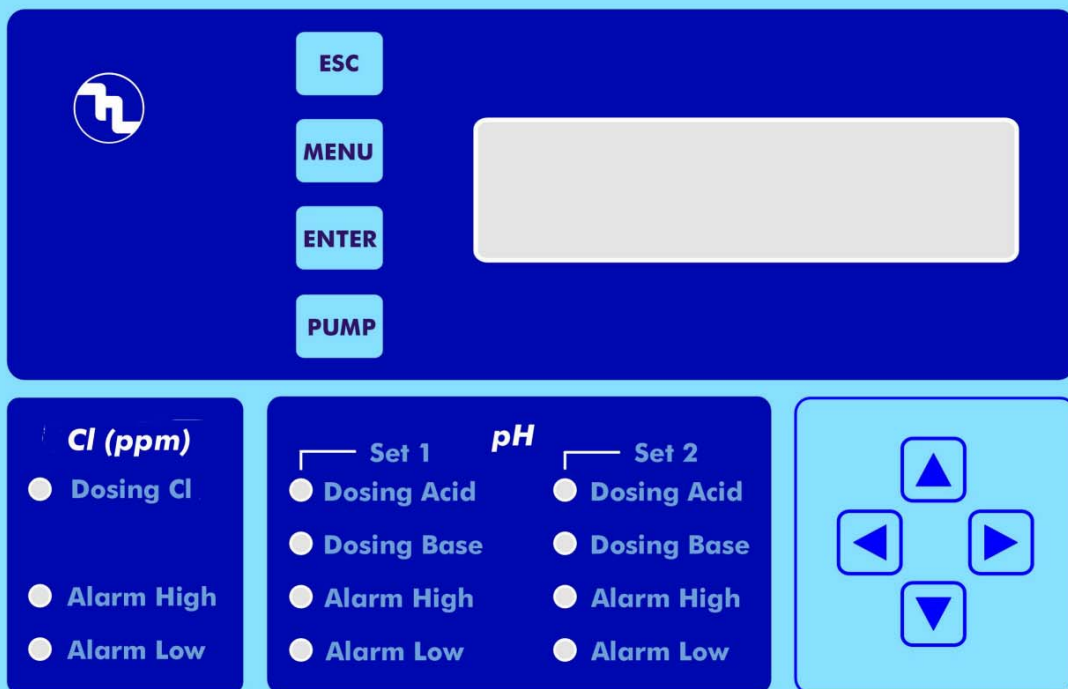 ESC
MENU
ENTER
PUMP
Cl (ppm)
Dosing Cl
Alarm High
Alarm Low
pH
Set 1
Dosing Acid
Dosing Base
Alarm High
Alarm Low
Set 2
Dosing Acid
Dosing Base
Alarm High
Alarm Low